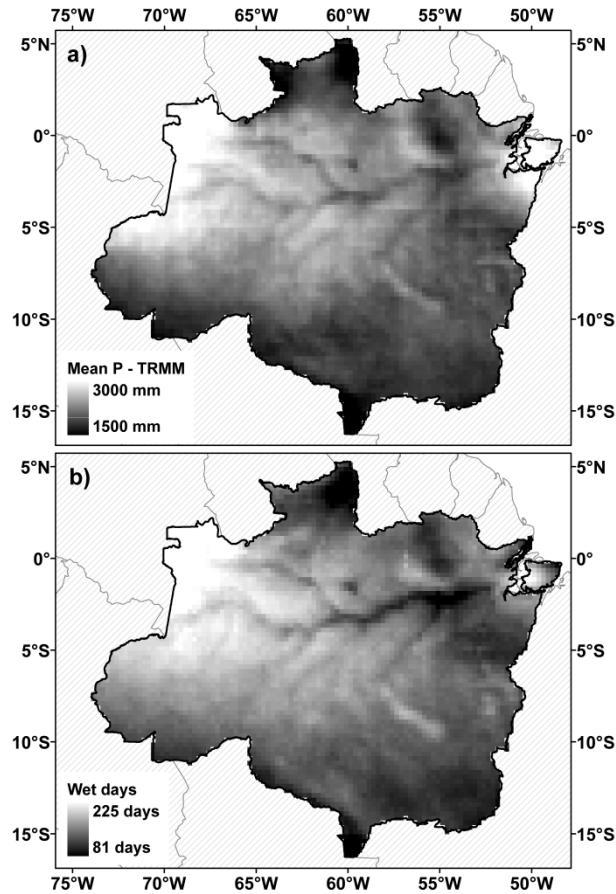 75°W 70°W 65°W 60°W 55°W 50°W
a)
5°N 5°N
0° 0°
5°S 5°S
10°S 10°S
15°S 15°S
Mean P - TRMM
3000 mm
1500 mm
b)
5°N 5°N
0° 0°
5°S 5°S
10°S 10°S
15°S 15°S
Wet days
225 days
81 days
75°W 70°W 65°W 60°W 55°W 50°W